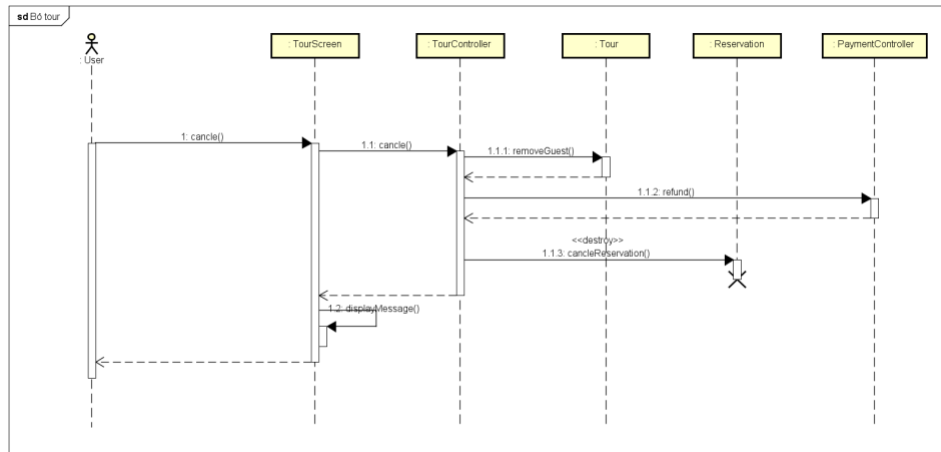 sd Bỏ tour
: User
: TourScreen
: TourController
: Tour
: Reservation
: PaymentController
1: cancle()
1.1: cancle()
1.1.1: removeGuest()
1.1.2: refund()
<<destroy>>
1.1.3: cancleReservation()
1.2: displayMessage()